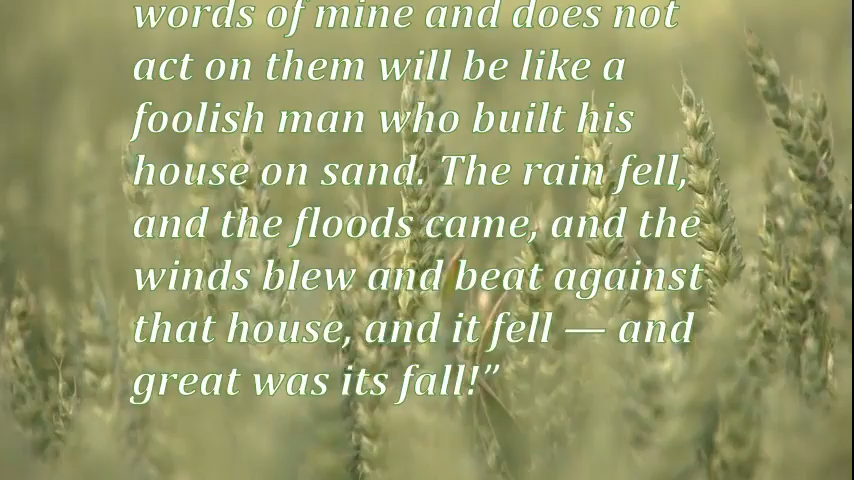 words of mine and does not
act on them will be like a
foolish man who built his
house on sand. The rain fell,
and the floods came, and the
winds blew and beat against
that house, and it fell — and
great was its fall!”